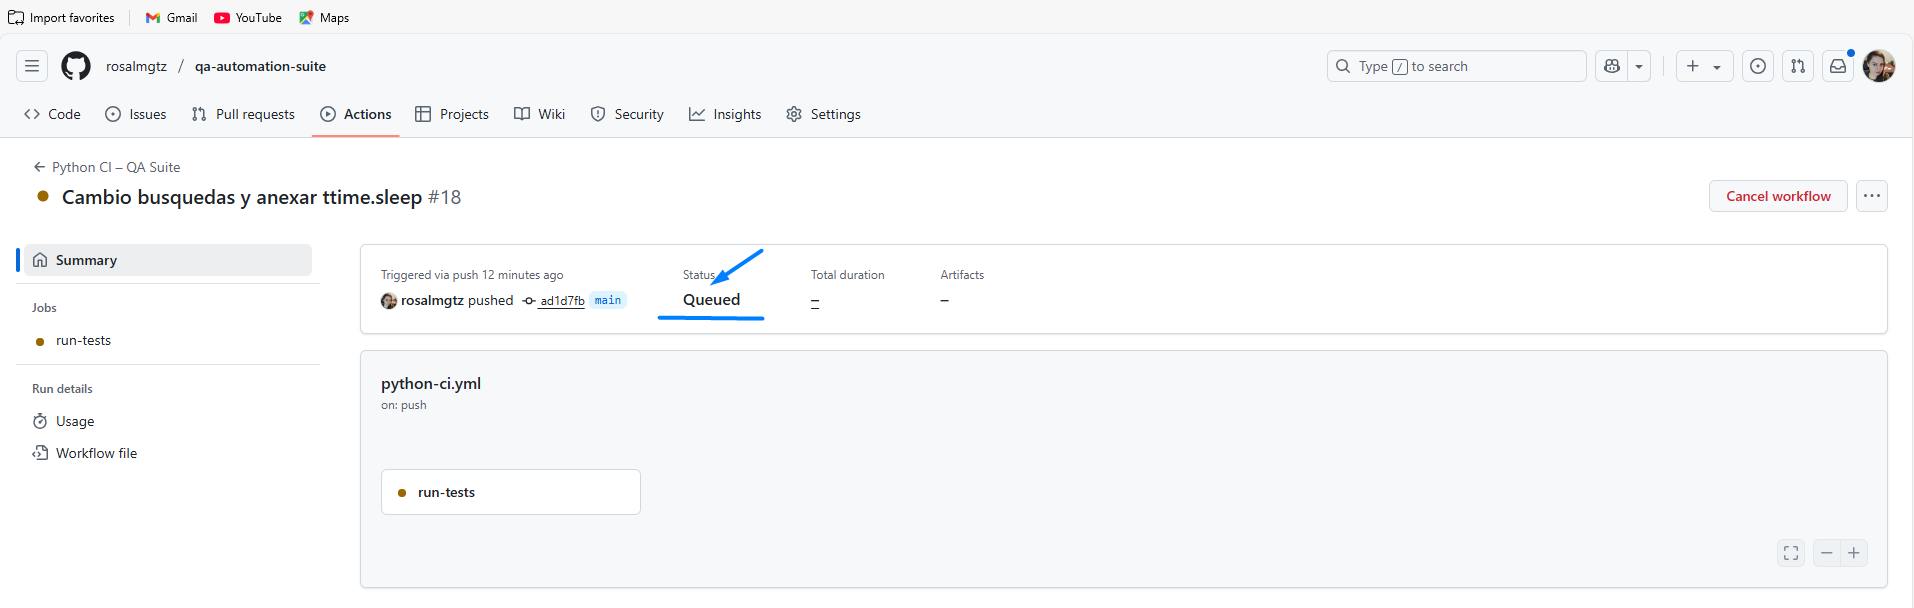 Import favorites Gmail YouTube Maps
rosalmgtz / qa-automation-suite Type / to search
Code Issues Pull requests Actions Projects Wiki Security Insights Settings
← Python CI – QA Suite
Cambio busquedas y anexar ttime.sleep #18 Cancel workflow
Summary
Jobs
run-tests
Run details
Usage
Workflow file
Triggered via push 12 minutes ago Status Total duration Artifacts
rosalmgtz pushed ad1d7fb main Queued – –
python-ci.yml
on: push
run-tests